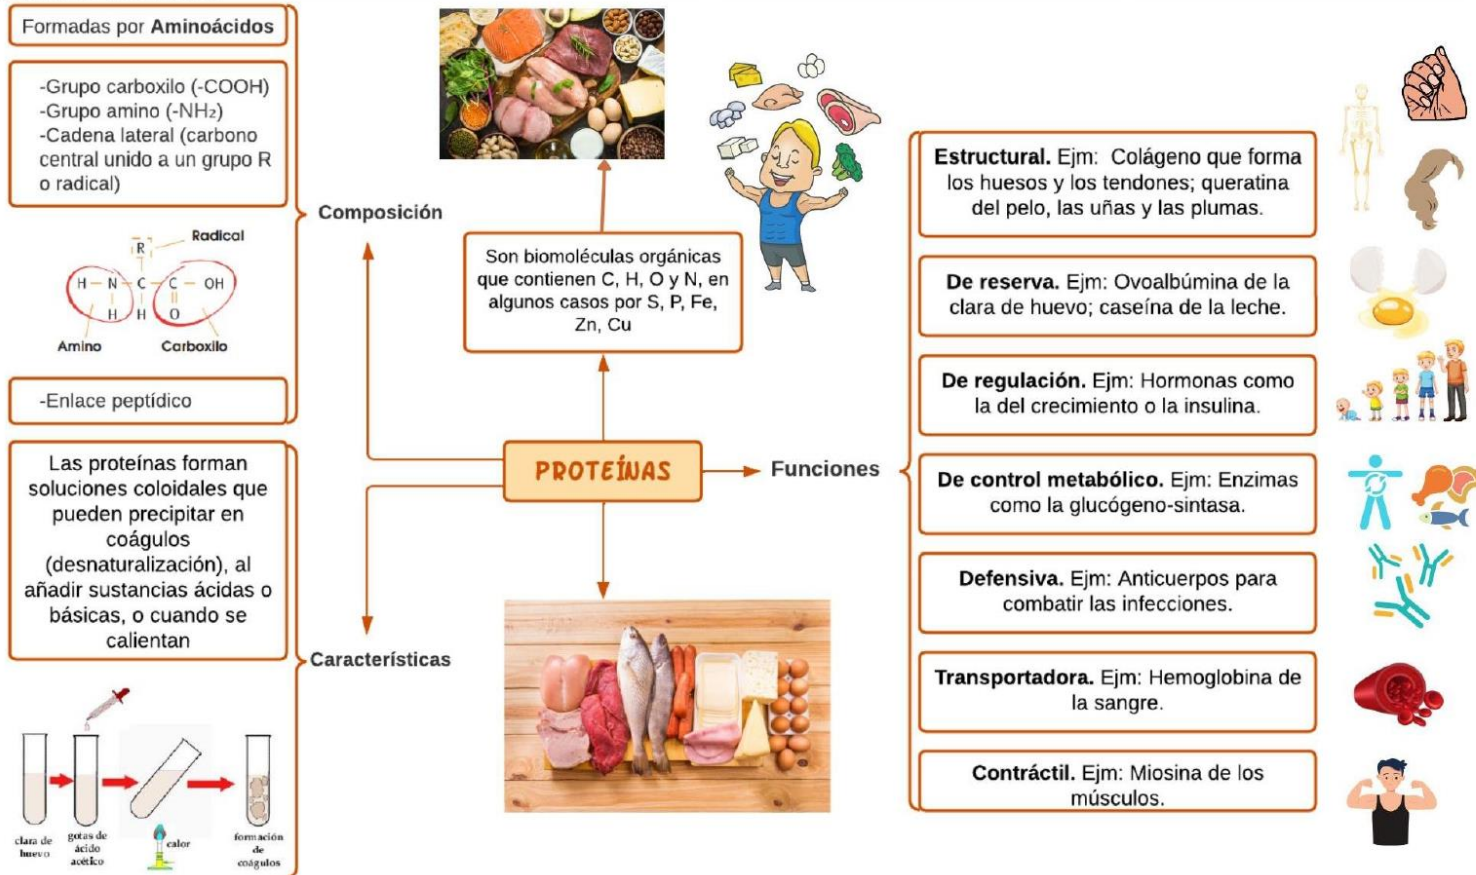 Formadas por Aminoácidos
-Grupo carboxilo (-COOH)
-Grupo amino (-NH₂)
-Cadena lateral (carbono
central unido a un grupo R
o radical)
R
Radical
H — N — C — C — OH
H
H
O
Amino
Carboxilo
-Enlace peptídico
Composición
Las proteínas forman
soluciones coloidales que
pueden precipitar en
coágulos
(desnaturalización), al
añadir sustancias ácidas o
básicas, o cuando se
calientan
clara de
huevo
gotas de
ácido
acético
calor
formación
de
coágulos
Características
Son biomoléculas orgánicas
que contienen C, H, O y N, en
algunos casos por S, P, Fe,
Zn, Cu
PROTEÍNAS
Funciones
Estructural. Ejm: Colágeno que forma
los huesos y los tendones; queratina
del pelo, las uñas y las plumas.
De reserva. Ejm: Ovoalbúmina de la
clara de huevo; caseína de la leche.
De regulación. Ejm: Hormonas como
la del crecimiento o la insulina.
De control metabólico. Ejm: Enzimas
como la glucógeno-sintasa.
Defensiva. Ejm: Anticuerpos para
combatir las infecciones.
Transportadora. Ejm: Hemoglobina de
la sangre.
Contráctil. Ejm: Miosina de los
músculos.